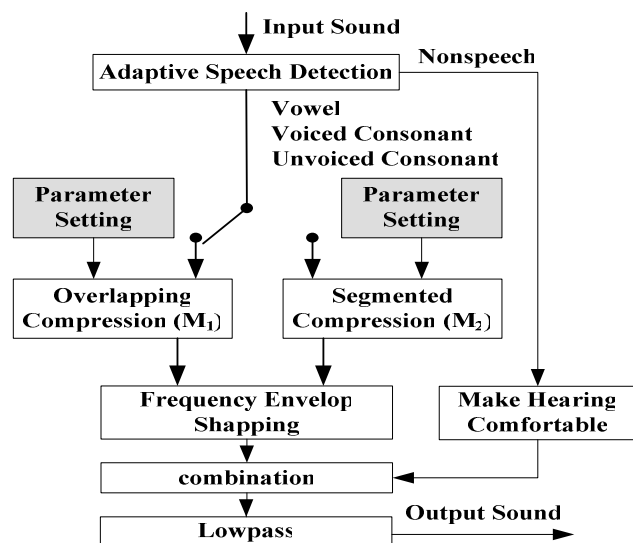 Input Sound
Adaptive Speech Detection
Nonspeech
Vowel
Voiced Consonant
Unvoiced Consonant
Parameter
Setting
Parameter
Setting
Overlapping
Compression (M₁)
Segmented
Compression (M₂)
Frequency Envelop
Shapping
Make Hearing
Comfortable
combination
Lowpass
Output Sound